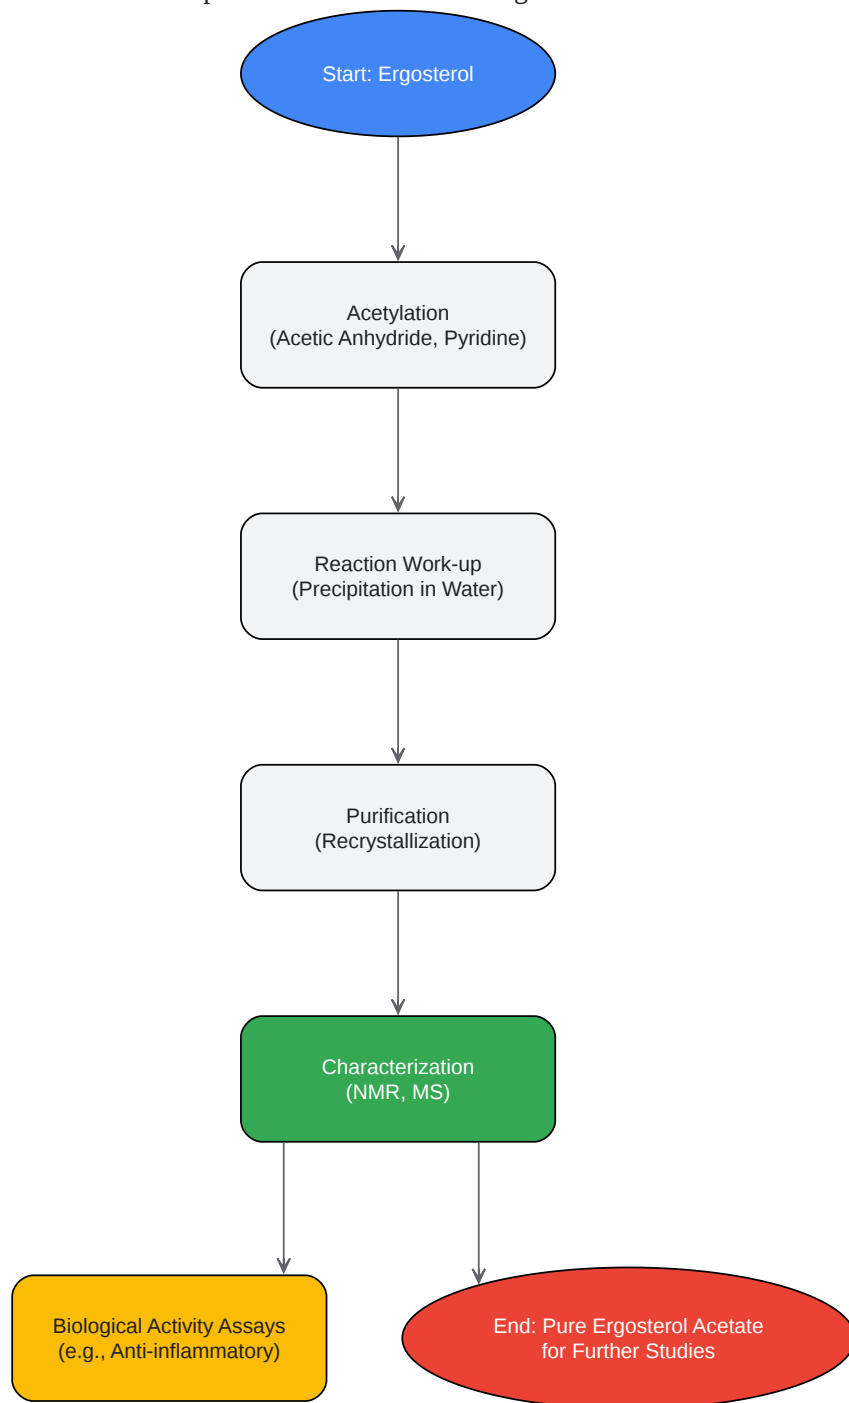 Start: Ergosterol
Acetylation
(Acetic Anhydride, Pyridine)
Reaction Work-up
(Precipitation in Water)
Purification
(Recrystallization)
Characterization
(NMR, MS)
Biological Activity Assays
(e.g., Anti-inflammatory)
End: Pure Ergosterol Acetate
for Further Studies